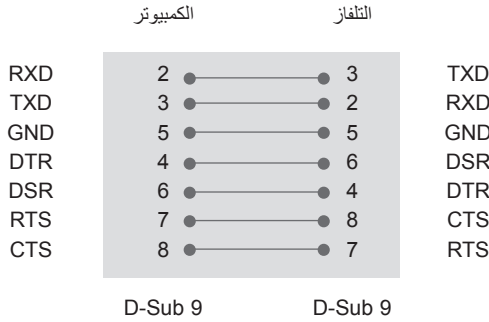 الكمبيوتر التلفاز
RXD 2 3 TXD
TXD 3 2 RXD
GND 5 5 GND
DTR 4 6 DSR
DSR 6 4 DTR
RTS 7 8 CTS
CTS 8 7 RTS
D-Sub 9 D-Sub 9